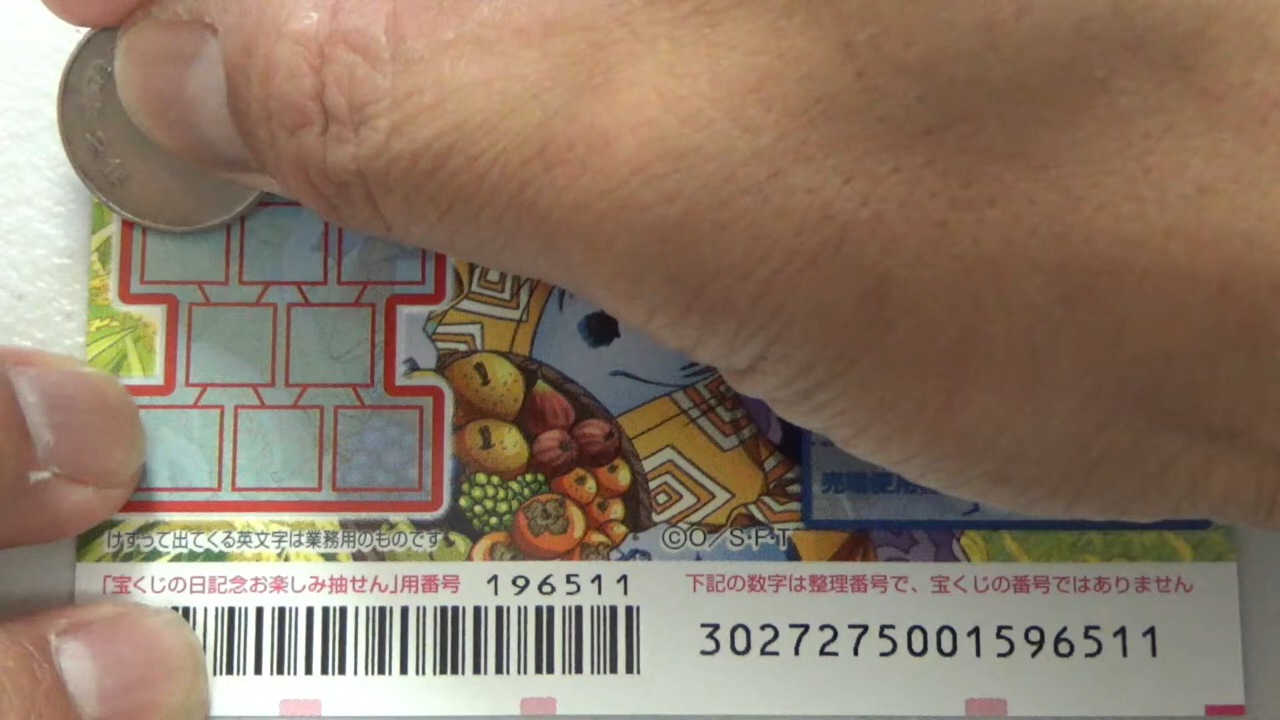 けずって出てくる英文字は業務用のものです
©O/S・P・T
「宝くじの日記念お楽しみ抽せん」用番号 196511
下記の数字は整理番号で、宝くじの番号ではありません
3027275001596511